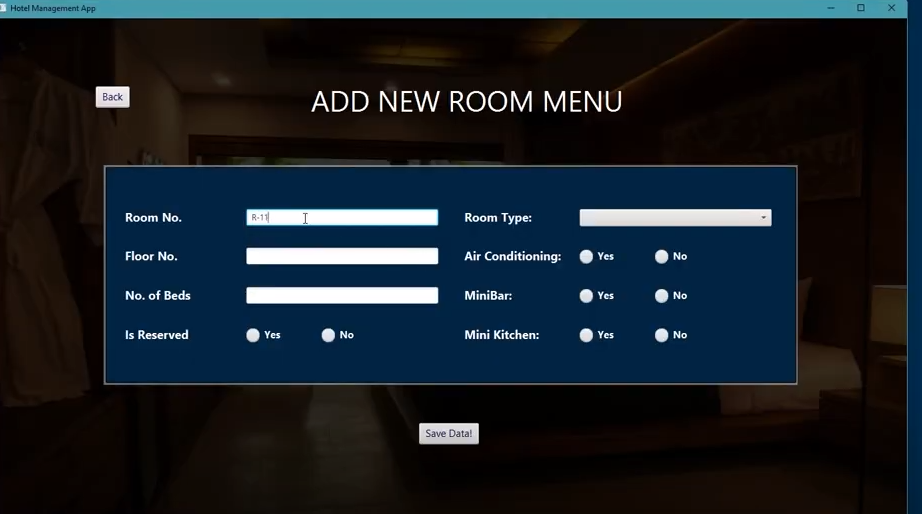 Hotel Management App
Back
ADD NEW ROOM MENU
Room No.
R-11
Room Type:
Floor No.
Air Conditioning:
Yes
No
No. of Beds
MiniBar:
Yes
No
Is Reserved
Yes
No
Mini Kitchen:
Yes
No
Save Data!